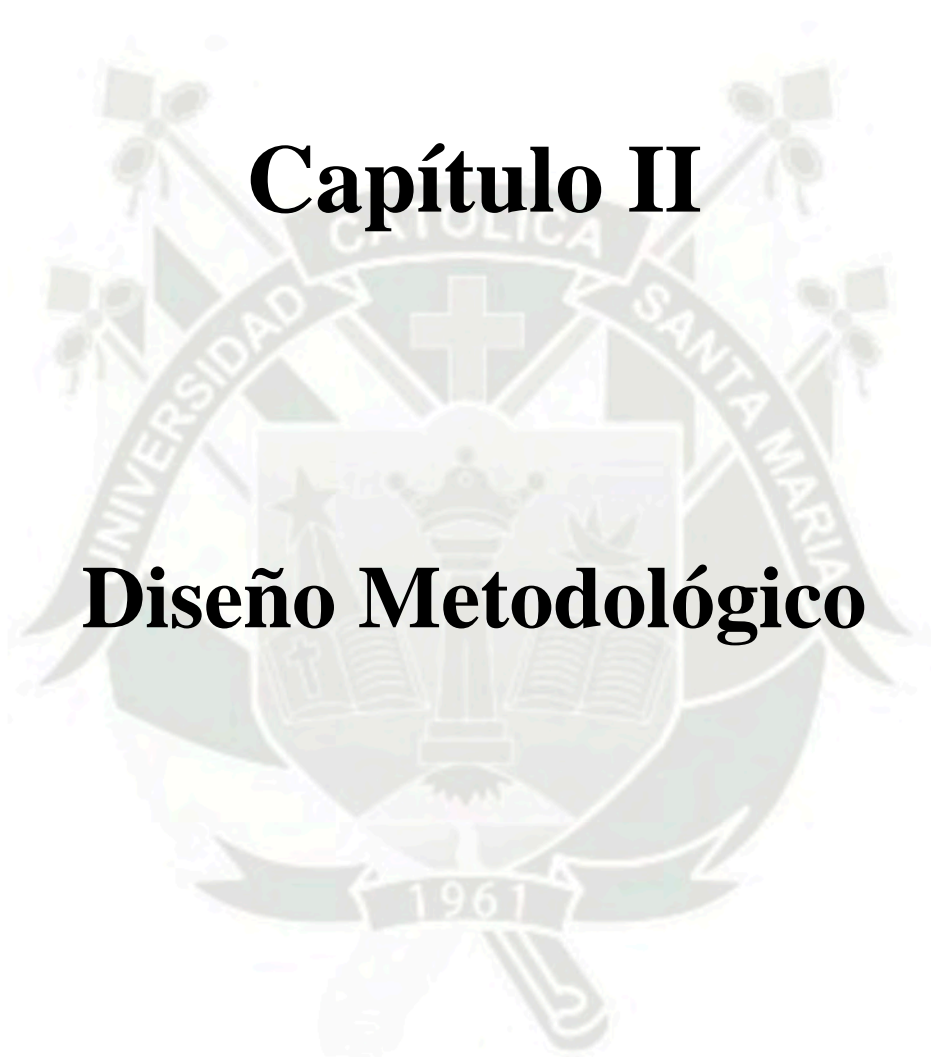 Capítulo II
CATOLICA
UNIVERSIDAD
SANTA MARIA
Diseño Metodológico
1961